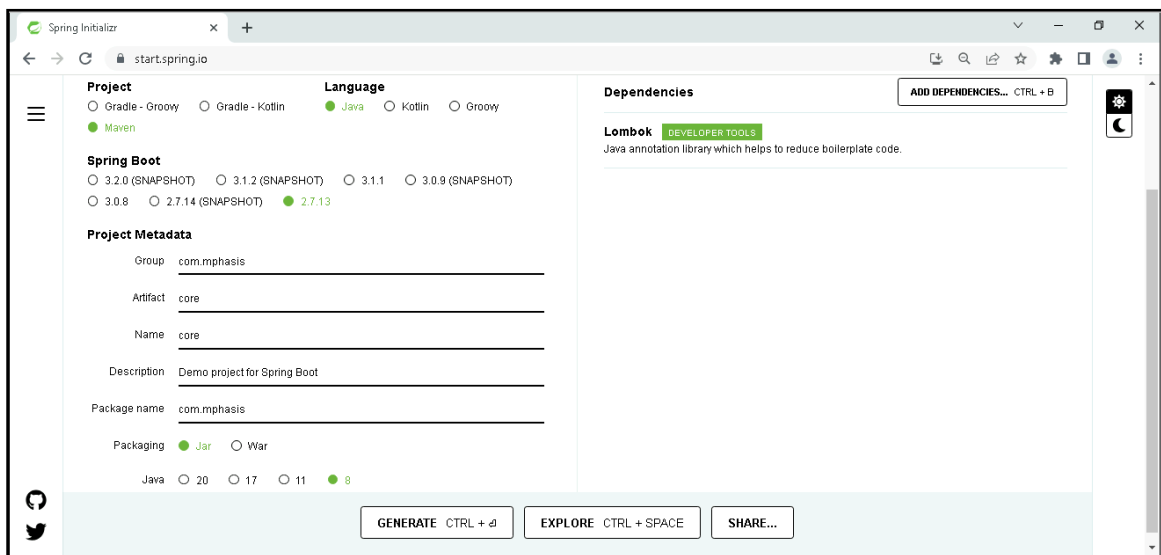 Spring Initializr
start.spring.io
Project
Gradle - Groovy Gradle - Kotlin
Maven
Language
Java Kotlin Groovy
Spring Boot
3.2.0 (SNAPSHOT) 3.1.2 (SNAPSHOT) 3.1.1 3.0.9 (SNAPSHOT)
3.0.8 2.7.14 (SNAPSHOT) 2.7.13
Project Metadata
Group com.mphasis
Artifact core
Name core
Description Demo project for Spring Boot
Package name com.mphasis
Packaging Jar War
Java 20 17 11 8
Dependencies ADD DEPENDENCIES... CTRL + B
Lombok DEVELOPER TOOLS
Java annotation library which helps to reduce boilerplate code.
GENERATE CTRL + ⏎ EXPLORE CTRL + SPACE SHARE...